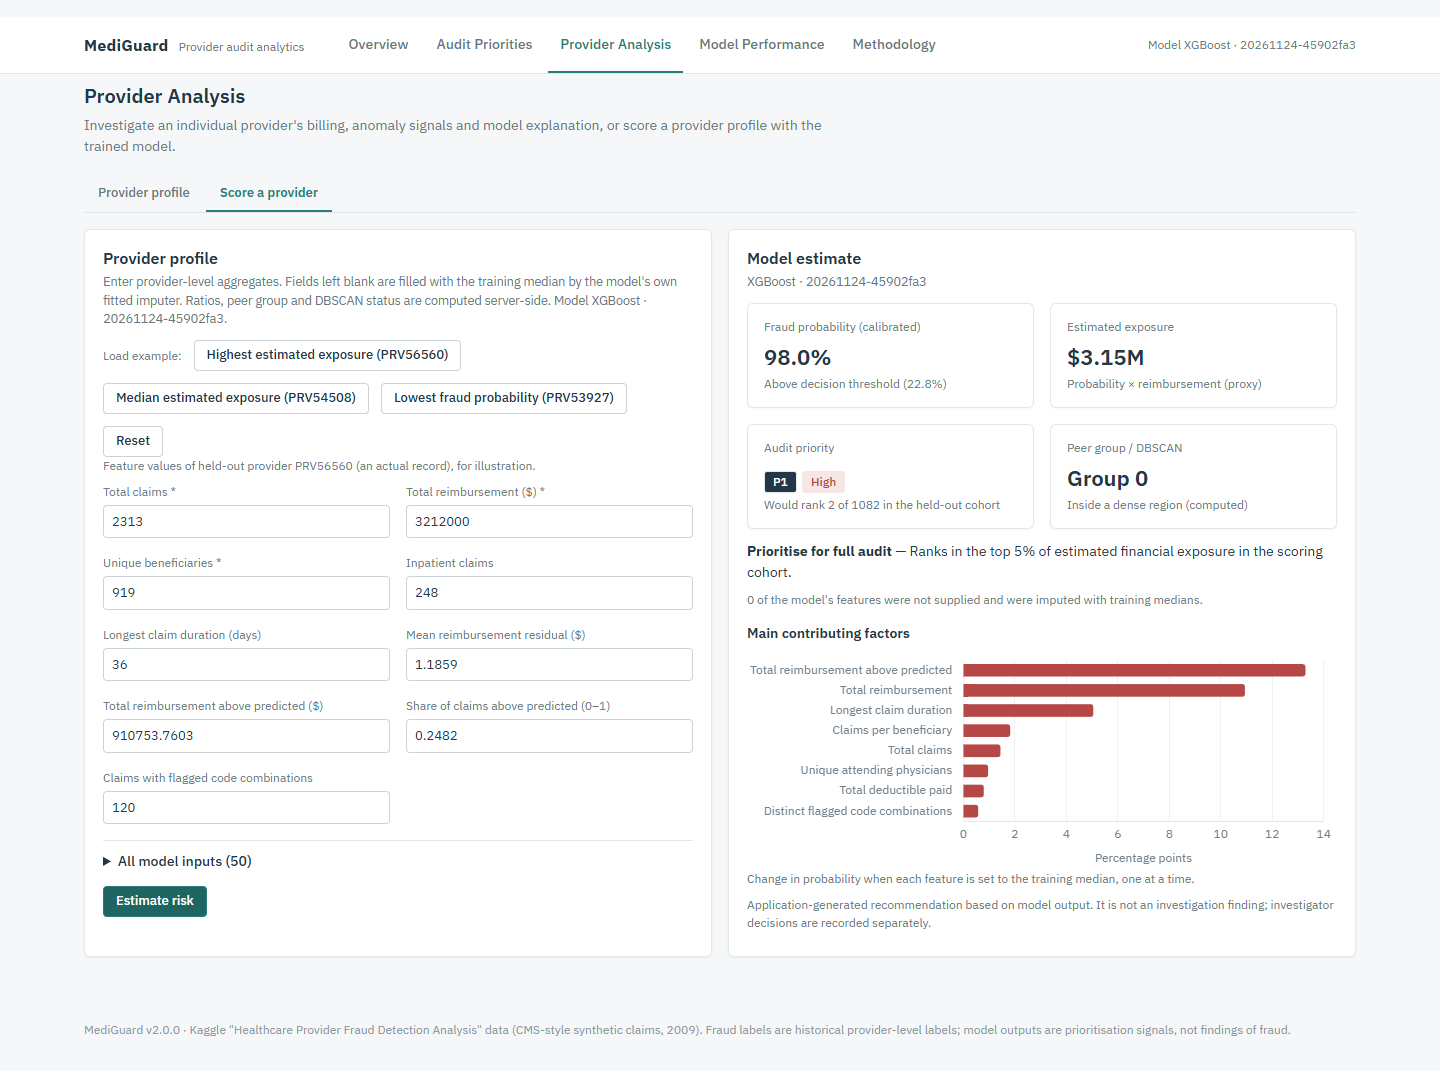 MediGuard Provider audit analytics Overview Audit Priorities Provider Analysis Model Performance Methodology Model XGBoost · 20261124-45902fa3
Provider Analysis
Investigate an individual provider's billing, anomaly signals and model explanation, or score a provider profile with the
trained model.
Provider profile Score a provider
Provider profile
Enter provider-level aggregates. Fields left blank are filled with the training median by the model's own
fitted imputer. Ratios, peer group and DBSCAN status are computed server-side. Model XGBoost ·
20261124-45902fa3.
Load example: Highest estimated exposure (PRV56560)
Median estimated exposure (PRV54508) Lowest fraud probability (PRV53927)
Reset
Feature values of held-out provider PRV56560 (an actual record), for illustration.
Total claims * Total reimbursement ($) *
2313 3212000
Unique beneficiaries * Inpatient claims
919 248
Longest claim duration (days) Mean reimbursement residual ($)
36 1.1859
Total reimbursement above predicted ($) Share of claims above predicted (0–1)
910753.7603 0.2482
Claims with flagged code combinations
120
▶ All model inputs (50)
Estimate risk
Model estimate
XGBoost · 20261124-45902fa3
Fraud probability (calibrated)
98.0%
Above decision threshold (22.8%)
Estimated exposure
$3.15M
Probability × reimbursement (proxy)
Audit priority
P1 High
Would rank 2 of 1082 in the held-out cohort
Peer group / DBSCAN
Group 0
Inside a dense region (computed)
Prioritise for full audit — Ranks in the top 5% of estimated financial exposure in the scoring
cohort.
0 of the model's features were not supplied and were imputed with training medians.
Main contributing factors
Total reimbursement above predicted
Total reimbursement
Longest claim duration
Claims per beneficiary
Total claims
Unique attending physicians
Total deductible paid
Distinct flagged code combinations
0 2 4 6 8 10 12 14
Percentage points
Change in probability when each feature is set to the training median, one at a time.
Application-generated recommendation based on model output. It is not an investigation finding; investigator
decisions are recorded separately.
MediGuard v2.0.0 · Kaggle "Healthcare Provider Fraud Detection Analysis" data (CMS-style synthetic claims, 2009). Fraud labels are historical provider-level labels; model outputs are prioritisation signals, not findings of fraud.